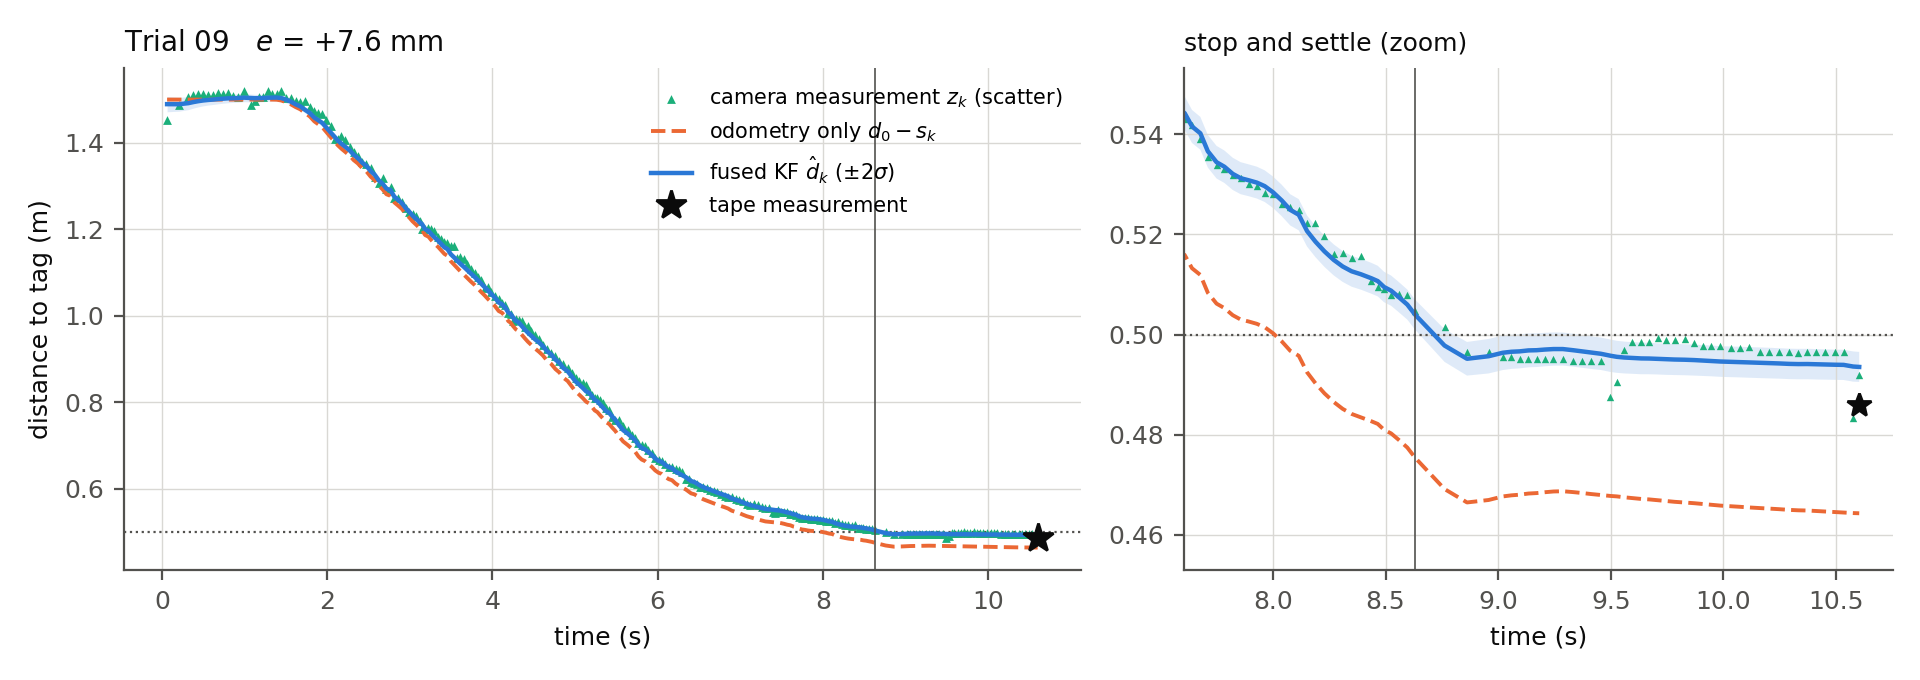 Trial 09   e = +7.6 mm
camera measurement z_k (scatter)
odometry only d_0 − s_k
fused KF d̂_k (±2σ)
tape measurement
distance to tag (m)
1.4
1.2
1.0
0.8
0.6
0 2 4 6 8 10
time (s)
stop and settle (zoom)
0.54
0.52
0.50
0.48
0.46
8.0 8.5 9.0 9.5 10.0 10.5
time (s)